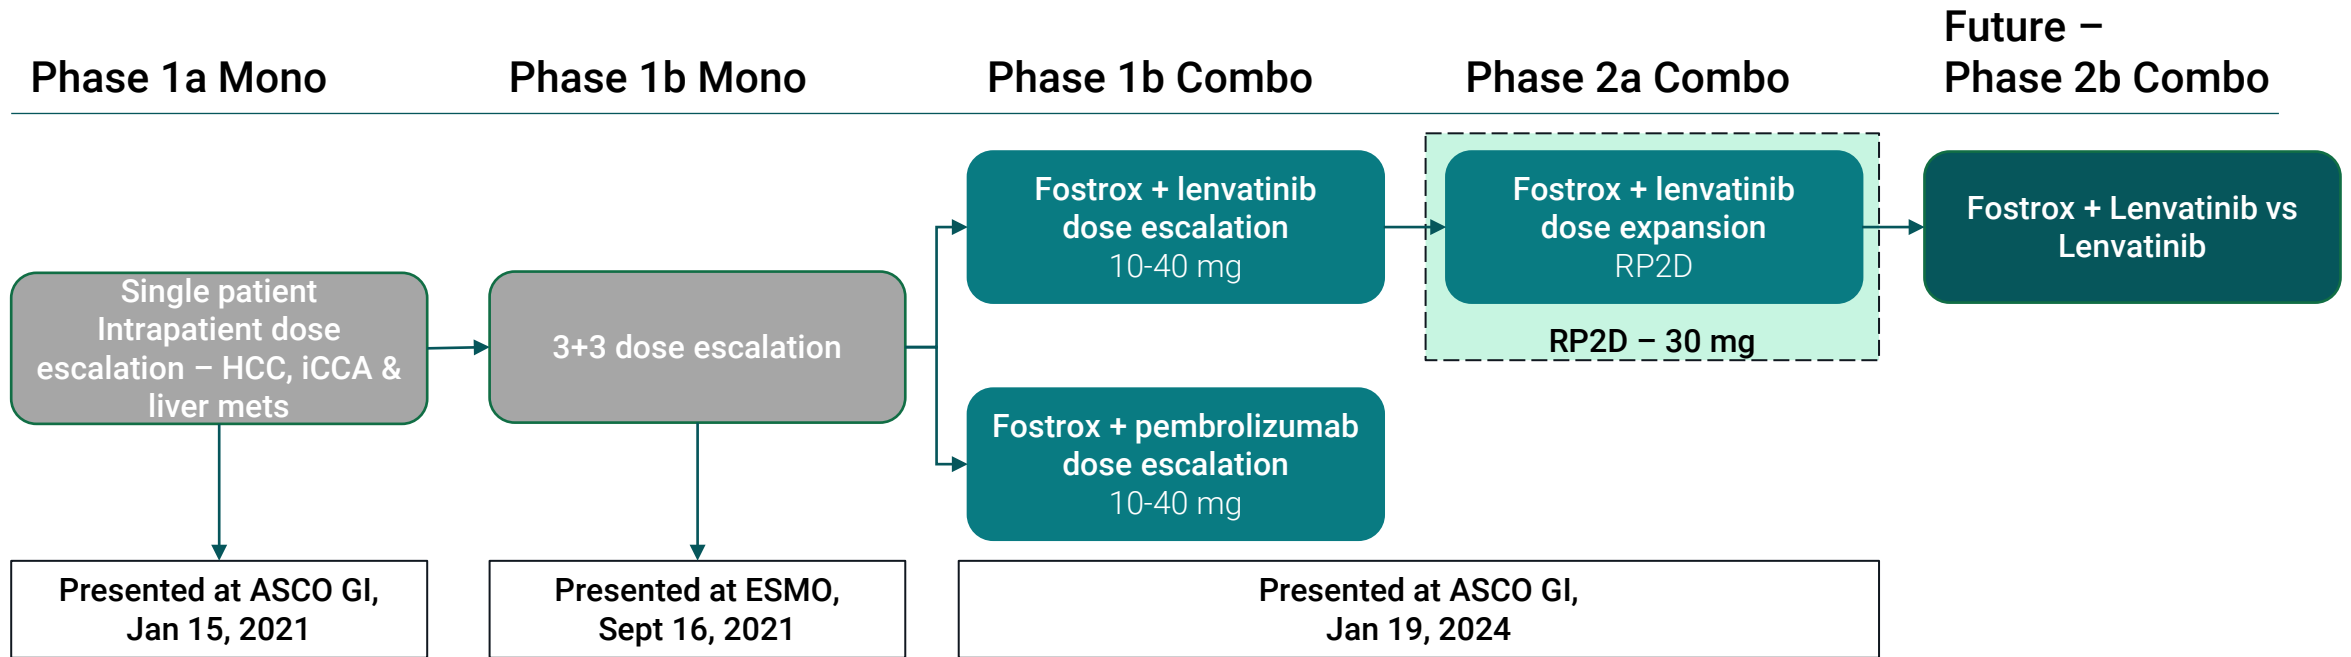 Phase 1a Mono
Phase 1b Mono
Phase 1b Combo
Phase 2a Combo
Future –
Phase 2b Combo
Single patient
Intrapatient dose
escalation – HCC, iCCA &
liver mets
3+3 dose escalation
Fostrox + lenvatinib
dose escalation
10-40 mg
Fostrox + pembrolizumab
dose escalation
10-40 mg
Fostrox + lenvatinib
dose expansion
RP2D
RP2D – 30 mg
Fostrox + Lenvatinib vs
Lenvatinib
Presented at ASCO GI,
Jan 15, 2021
Presented at ESMO,
Sept 16, 2021
Presented at ASCO GI,
Jan 19, 2024